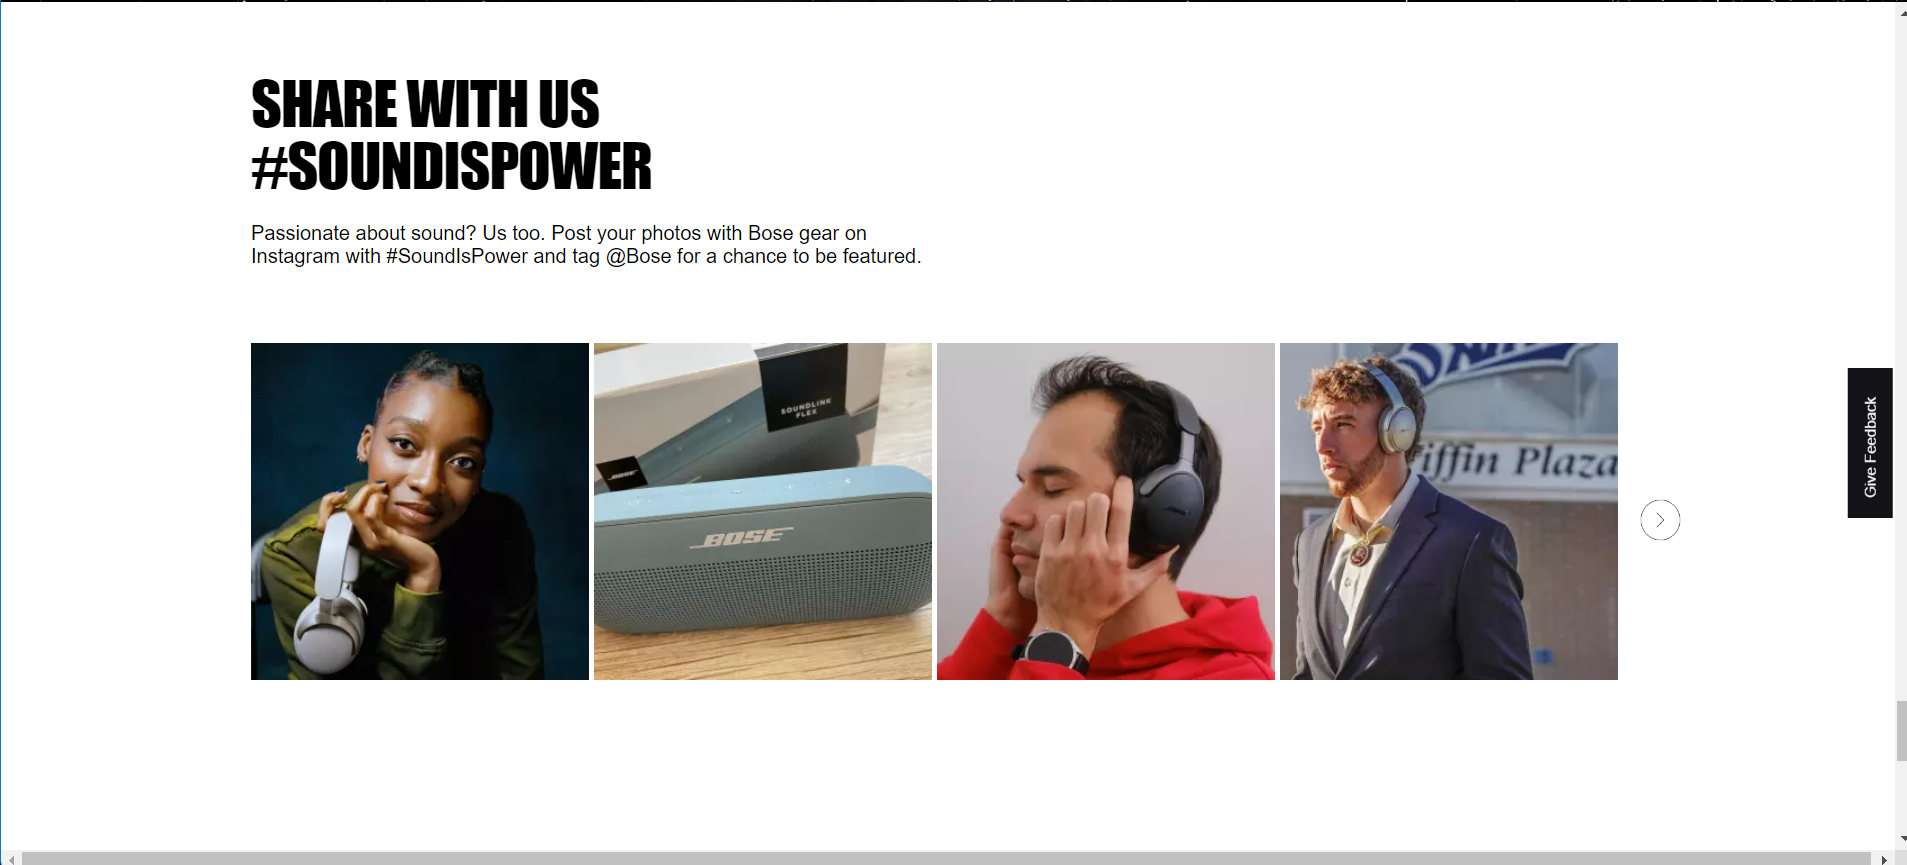 SHARE WITH US
#SOUNDISPOWER
Passionate about sound? Us too. Post your photos with Bose gear on
Instagram with #SoundIsPower and tag @Bose for a chance to be featured.
SOUNDLINK
FLEX
BOSE
BOSE
BOSE
iffin Plaza
Give Feedback